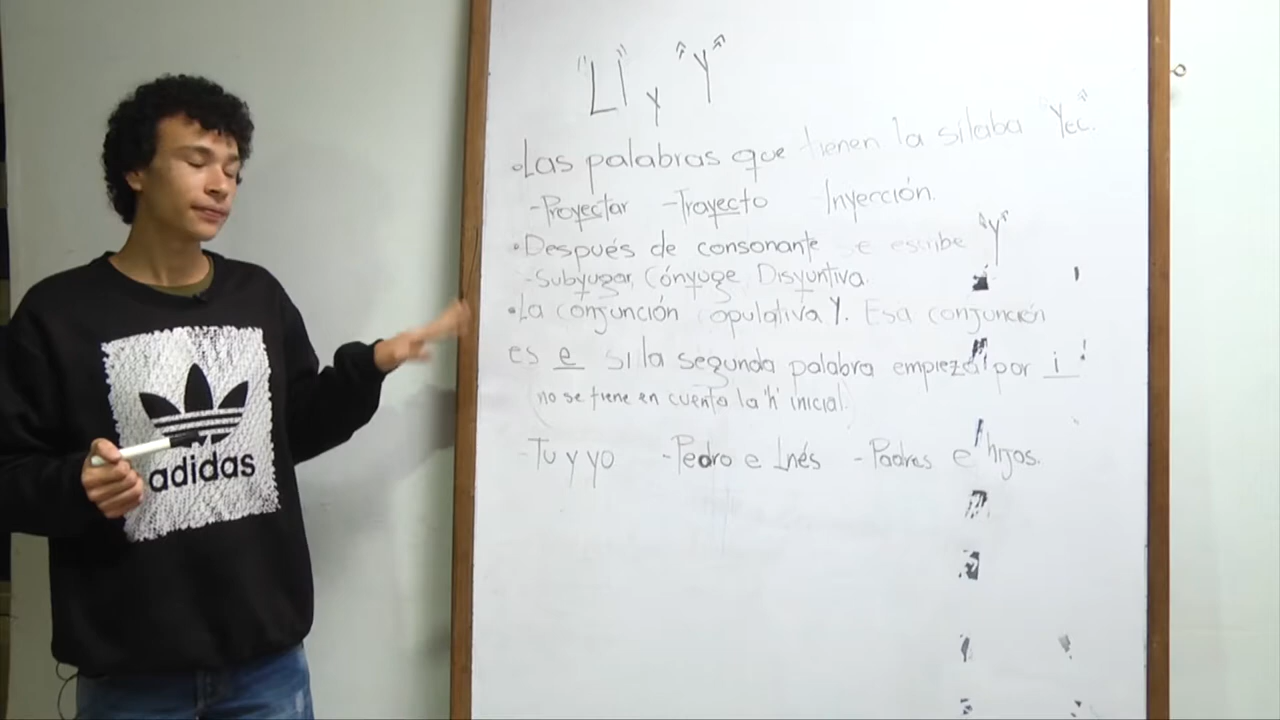 "Ll" y "Y"
•Las palabras que tienen la sílaba "Yec."
-Proyectar -Trayecto Inyección.
•Después de consonante se escribe "Y"
-Subyugar, Cónyuge, Disyuntiva.
•La conjunción copulativa Y. Esa conjunción
es e si la segunda palabra empieza por i
no se tiene en cuenta la "h" inicial.
-Tu y yo -Pedro e Inés -Padres e hijos.
adidas